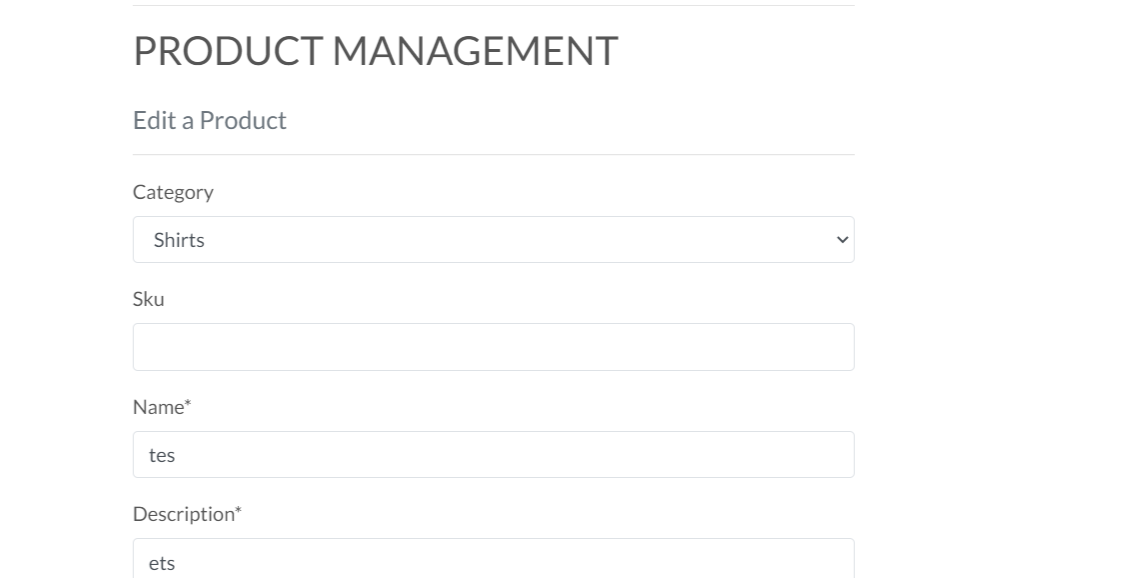 PRODUCT MANAGEMENT
Edit a Product
Category
Shirts
Sku
Name*
tes
Description*
ets